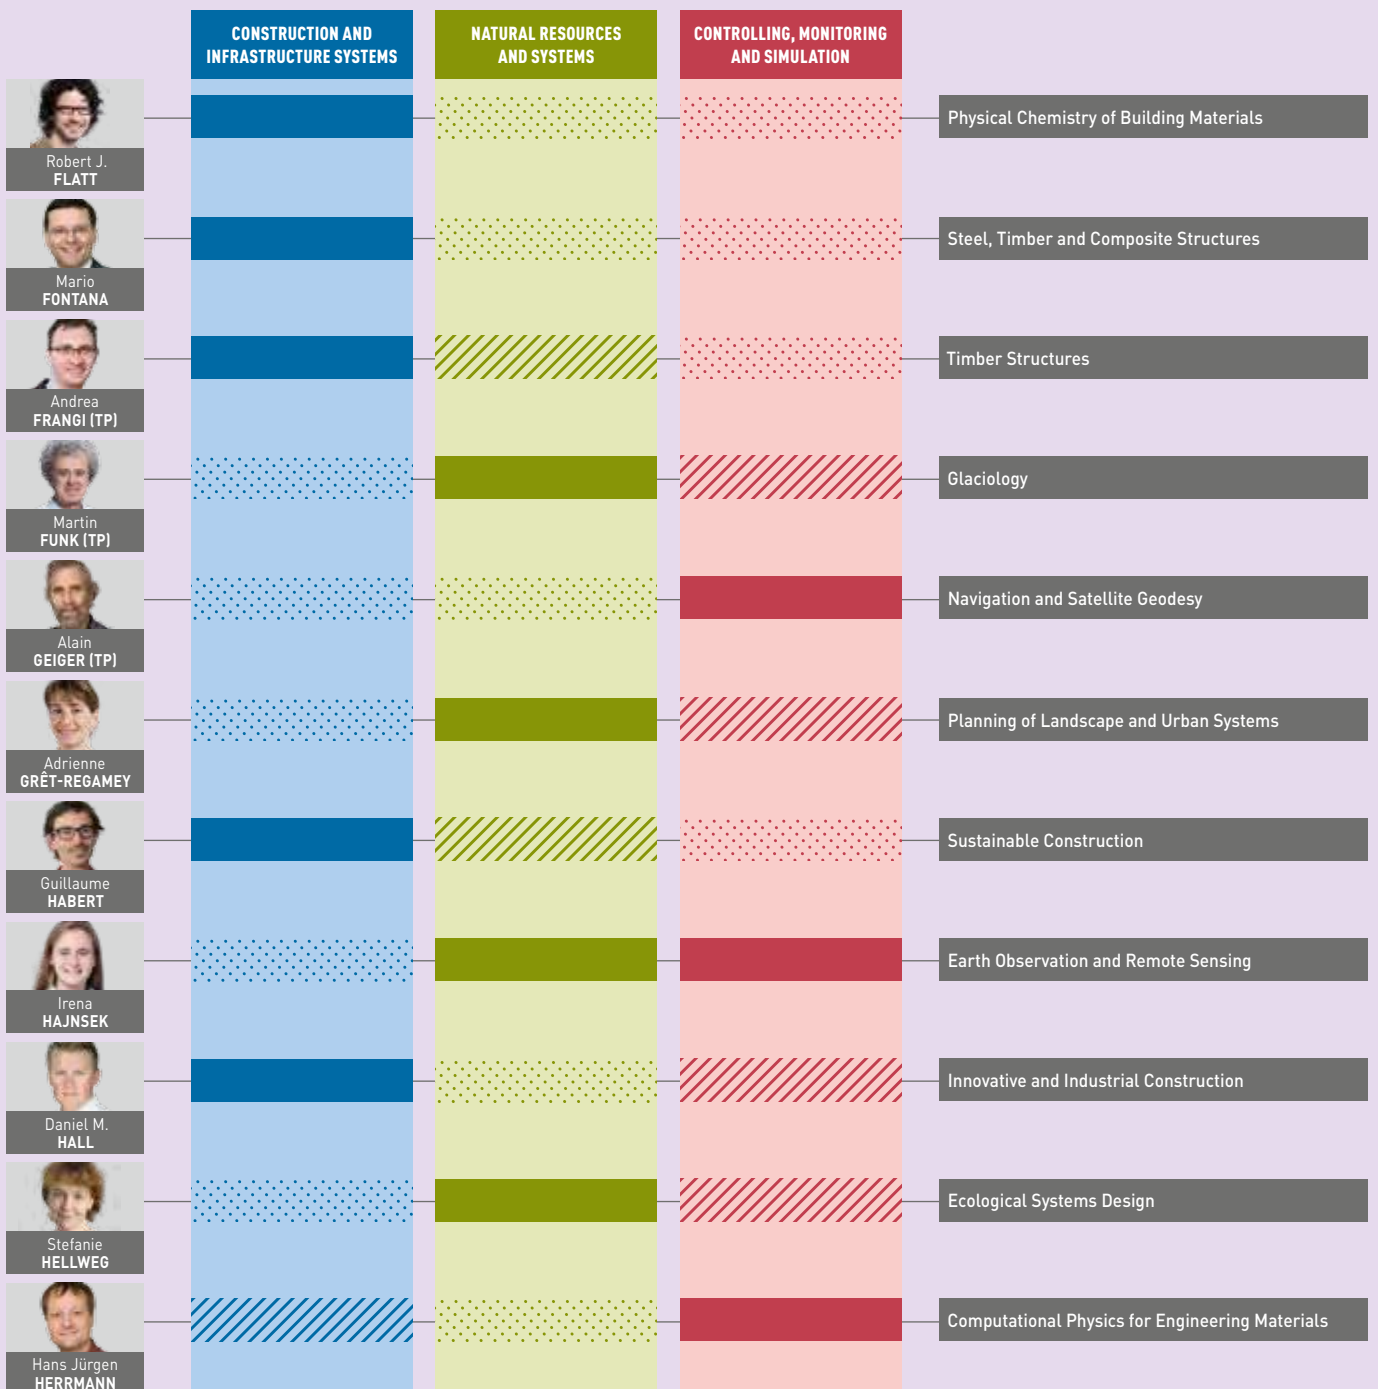 CONSTRUCTION AND
INFRASTRUCTURE SYSTEMS
NATURAL RESOURCES
AND SYSTEMS
CONTROLLING, MONITORING
AND SIMULATION
Robert J.
FLATT
Physical Chemistry of Building Materials
Mario
FONTANA
Steel, Timber and Composite Structures
Andrea
FRANGI (TP)
Timber Structures
Martin
FUNK (TP)
Glaciology
Alain
GEIGER (TP)
Navigation and Satellite Geodesy
Adrienne
GRÊT-REGAMEY
Planning of Landscape and Urban Systems
Guillaume
HABERT
Sustainable Construction
Irena
HAJNSEK
Earth Observation and Remote Sensing
Daniel M.
HALL
Innovative and Industrial Construction
Stefanie
HELLWEG
Ecological Systems Design
Hans Jürgen
HERRMANN
Computational Physics for Engineering Materials